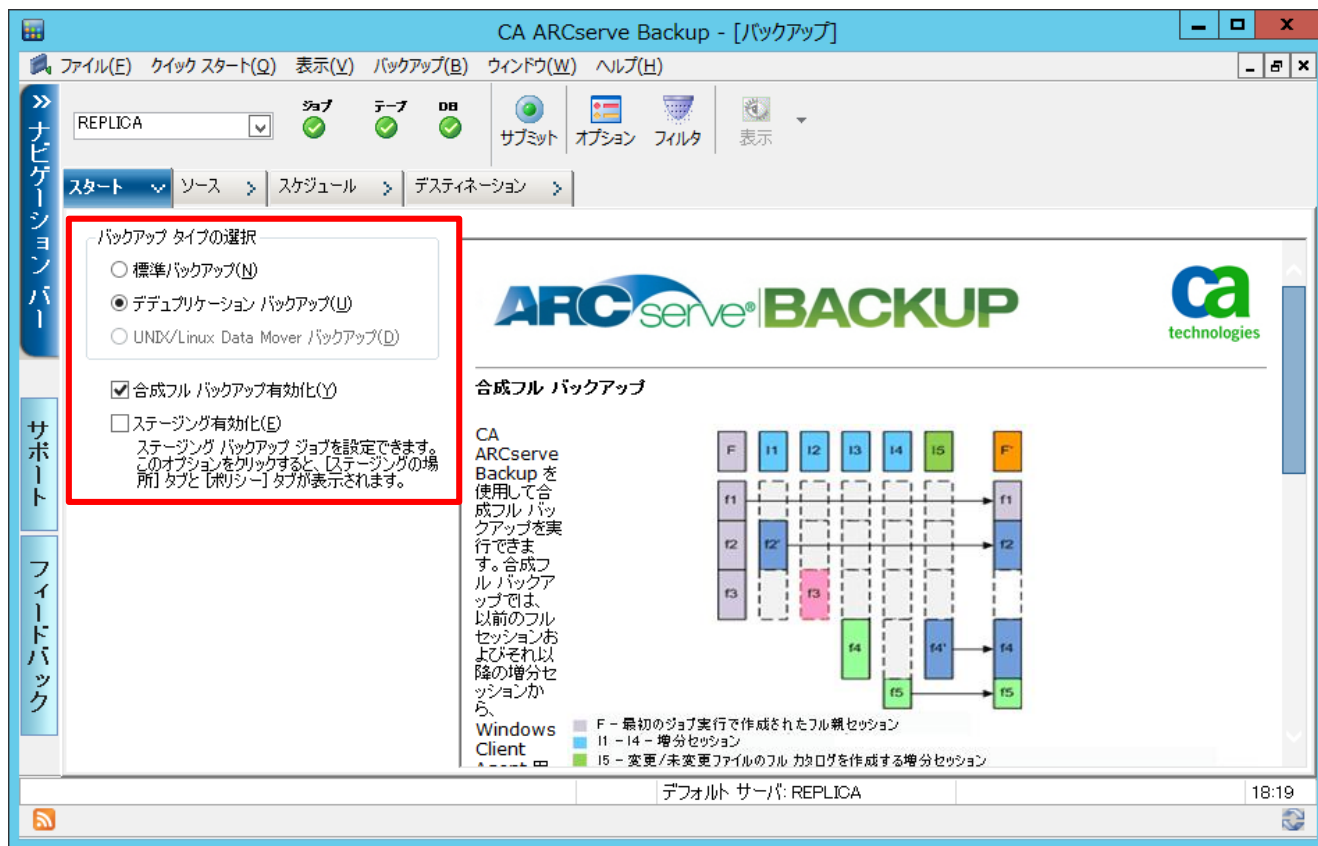 CA ARCserve Backup - [バックアップ]
ファイル(F) クイック スタート(Q) 表示(V) バックアップ(B) ウィンドウ(W) ヘルプ(H)
REPLICA
ジョブ テープ DB
サブミット オプション フィルタ 表示
スタート ソース スケジュール デスティネーション
ナビゲーション バー
サポート
フィードバック
バックアップ タイプの選択
標準バックアップ(N)
デデュプリケーション バックアップ(U)
UNIX/Linux Data Mover バックアップ(D)
合成フル バックアップ有効化(Y)
ステージング有効化(E)
ステージング バックアップ ジョブを設定できます。
このオプションをクリックすると、[ステージングの場
所] タブと [ポリシー] タブが表示されます。
ARCserve® BACKUP
ca
technologies
合成フル バックアップ
CA
ARCserve
Backup を
使用して合
成フル バッ
クアップを実
行できま
す。合成フ
ル バックア
ップでは、
以前のフル
セッションお
よびそれ以
降の増分セ
ッションか
ら、
Windows
Client
F I1 I2 I3 I4 I5 F'
f1 f1
f2 f2' f2
f3 f3
f4 f4' f4
f5 f5
F - 最初のジョブ実行で作成されたフル親セッション
I1 - I4 - 増分セッション
I5 - 変更/未変更ファイルのフル カタログを作成する増分セッション
デフォルト サーバ: REPLICA
18:19